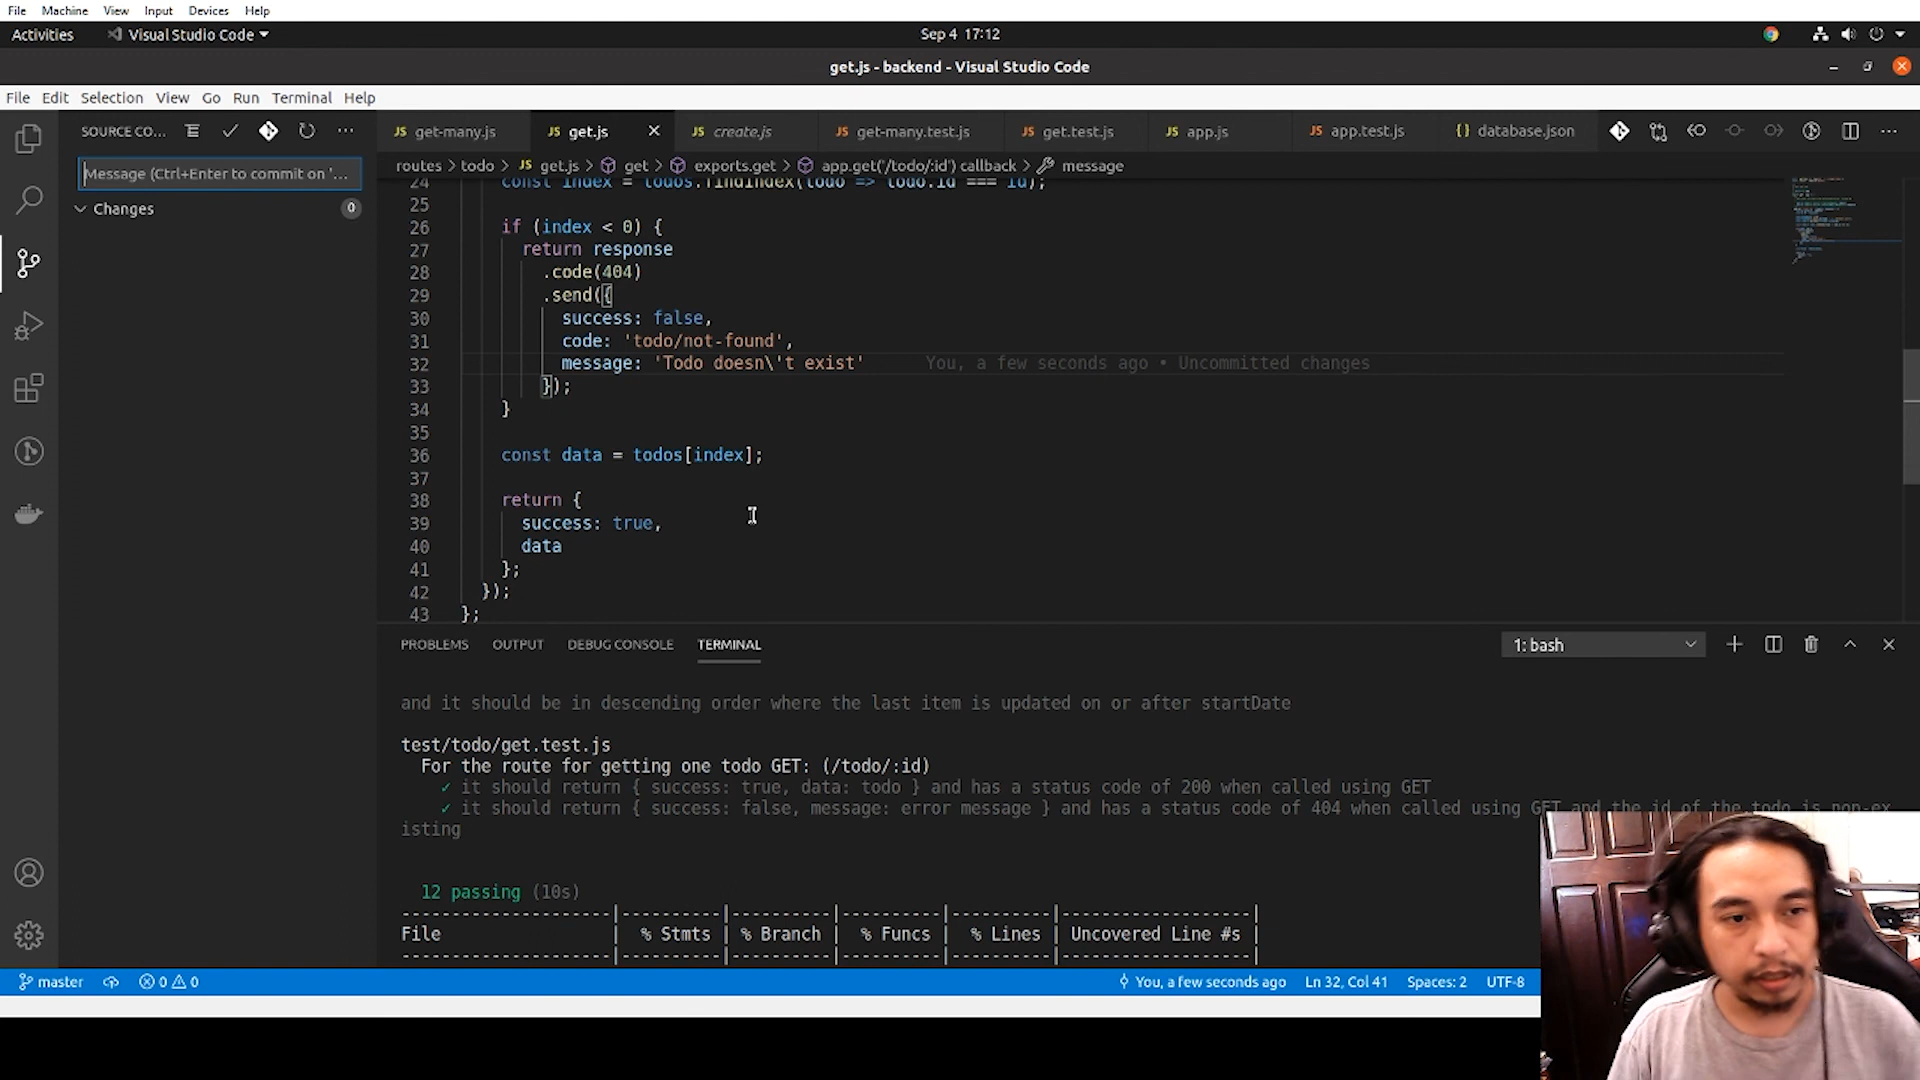 File Machine View Input Devices Help
Activities Visual Studio Code Sep 4 17:12
get.js - backend - Visual Studio Code
File Edit Selection View Go Run Terminal Help
SOURCE CO...
JS get-many.js JS get.js JS create.js JS get-many.test.js JS get.test.js JS app.js JS app.test.js {} database.json
Message (Ctrl+Enter to commit on '...
routes > todo > JS get.js > get > exports.get > app.get('/todo/:id') callback > message
Changes 0
24 const index = todos.findIndex(todo => todo.id === id);
25
26 if (index < 0) {
27 return response
28 .code(404)
29 .send({
30 success: false,
31 code: 'todo/not-found',
32 message: 'Todo doesn\'t exist' You, a few seconds ago • Uncommitted changes
33 });
34 }
35
36 const data = todos[index];
37
38 return {
39 success: true,
40 data
41 };
42 });
43 };
PROBLEMS OUTPUT DEBUG CONSOLE TERMINAL 1: bash
and it should be in descending order where the last item is updated on or after startDate
test/todo/get.test.js
For the route for getting one todo GET: (/todo/:id)
✓ it should return { success: true, data: todo } and has a status code of 200 when called using GET
✓ it should return { success: false, message: error message } and has a status code of 404 when called using GET and the id of the todo is non-ex
isting
12 passing (10s)
---------------------|----------|----------|----------|----------|-------------------|
File | % Stmts | % Branch | % Funcs | % Lines | Uncovered Line #s |
---------------------|----------|----------|----------|----------|-------------------|
master 0 0 You, a few seconds ago Ln 32, Col 41 Spaces: 2 UTF-8